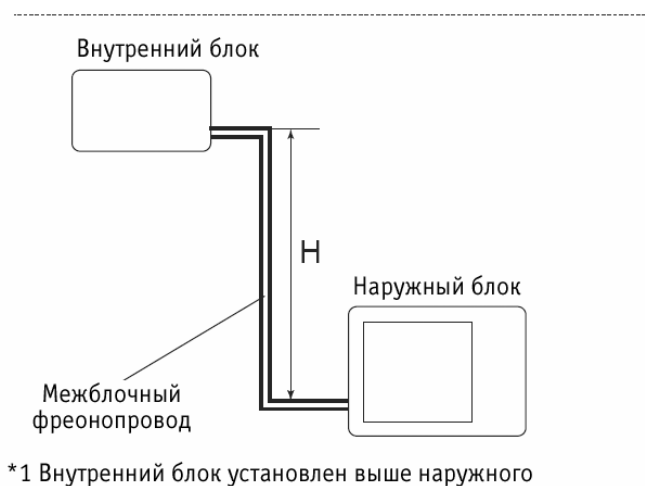 Внутренний блок
H
Наружный блок
Межблочный
фреонопровод
*1 Внутренний блок установлен выше наружного